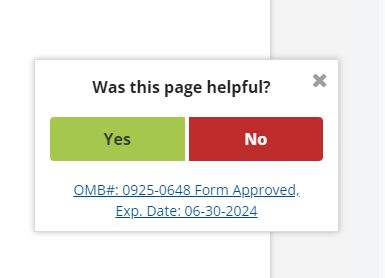 Was this page helpful?
Yes
No
OMB#: 0925-0648 Form Approved,
Exp. Date: 06-30-2024